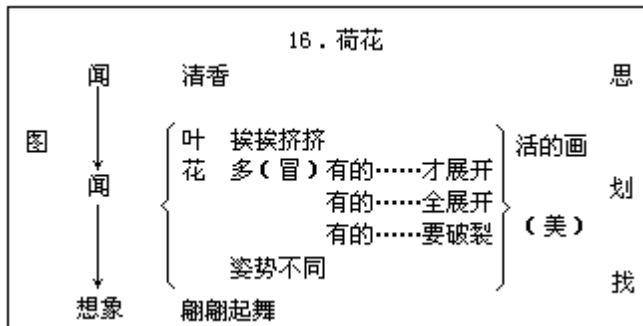 16．荷花
闻 清香 思
图 叶 挨挨挤挤 活的画
花 多（冒）有的……才展开
闻 有的……全展开 划
有的……要破裂 （美）
姿势不同 找
想象 翩翩起舞